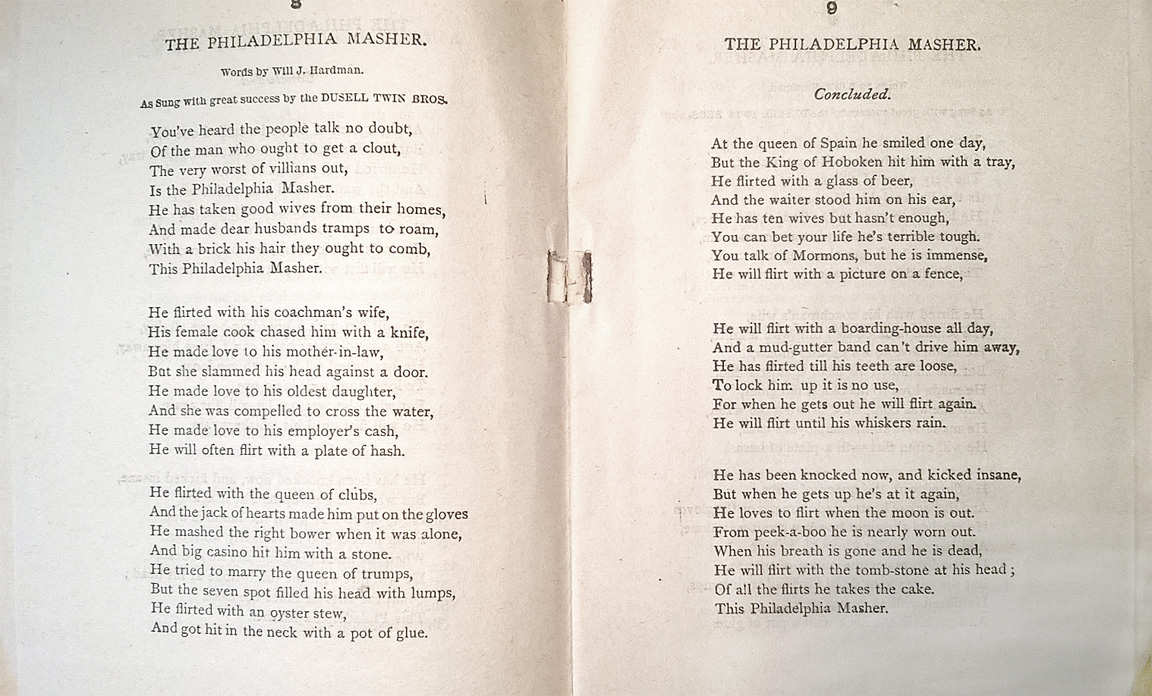 8
THE PHILADELPHIA MASHER.
Words by Will J. Hardman.
As Sung with great success by the DUSELL TWIN BROS.
You've heard the people talk no doubt,
Of the man who ought to get a clout,
The very worst of villians out,
Is the Philadelphia Masher.
He has taken good wives from their homes,
And made dear husbands tramps to roam,
With a brick his hair they ought to comb,
This Philadelphia Masher.
He flirted with his coachman's wife,
His female cook chased him with a knife,
He made love to his mother-in-law,
But she slammed his head against a door.
He made love to his oldest daughter,
And she was compelled to cross the water,
He made love to his employer's cash,
He will often flirt with a plate of hash.
He flirted with the queen of clubs,
And the jack of hearts made him put on the gloves
He mashed the right bower when it was alone,
And big casino hit him with a stone.
He tried to marry the queen of trumps,
But the seven spot filled his head with lumps,
He flirted with an oyster stew,
And got hit in the neck with a pot of glue.
9
THE PHILADELPHIA MASHER.
Concluded.
At the queen of Spain he smiled one day,
But the King of Hoboken hit him with a tray,
He flirted with a glass of beer,
And the waiter stood him on his ear,
He has ten wives but hasn't enough,
You can bet your life he's terrible tough.
You talk of Mormons, but he is immense,
He will flirt with a picture on a fence,
He will flirt with a boarding-house all day,
And a mud-gutter band can't drive him away,
He has flirted till his teeth are loose,
To lock him up it is no use,
For when he gets out he will flirt again.
He will flirt until his whiskers rain.
He has been knocked now, and kicked insane,
But when he gets up he's at it again,
He loves to flirt when the moon is out.
From peek-a-boo he is nearly worn out.
When his breath is gone and he is dead,
He will flirt with the tomb-stone at his head ;
Of all the flirts he takes the cake.
This Philadelphia Masher.